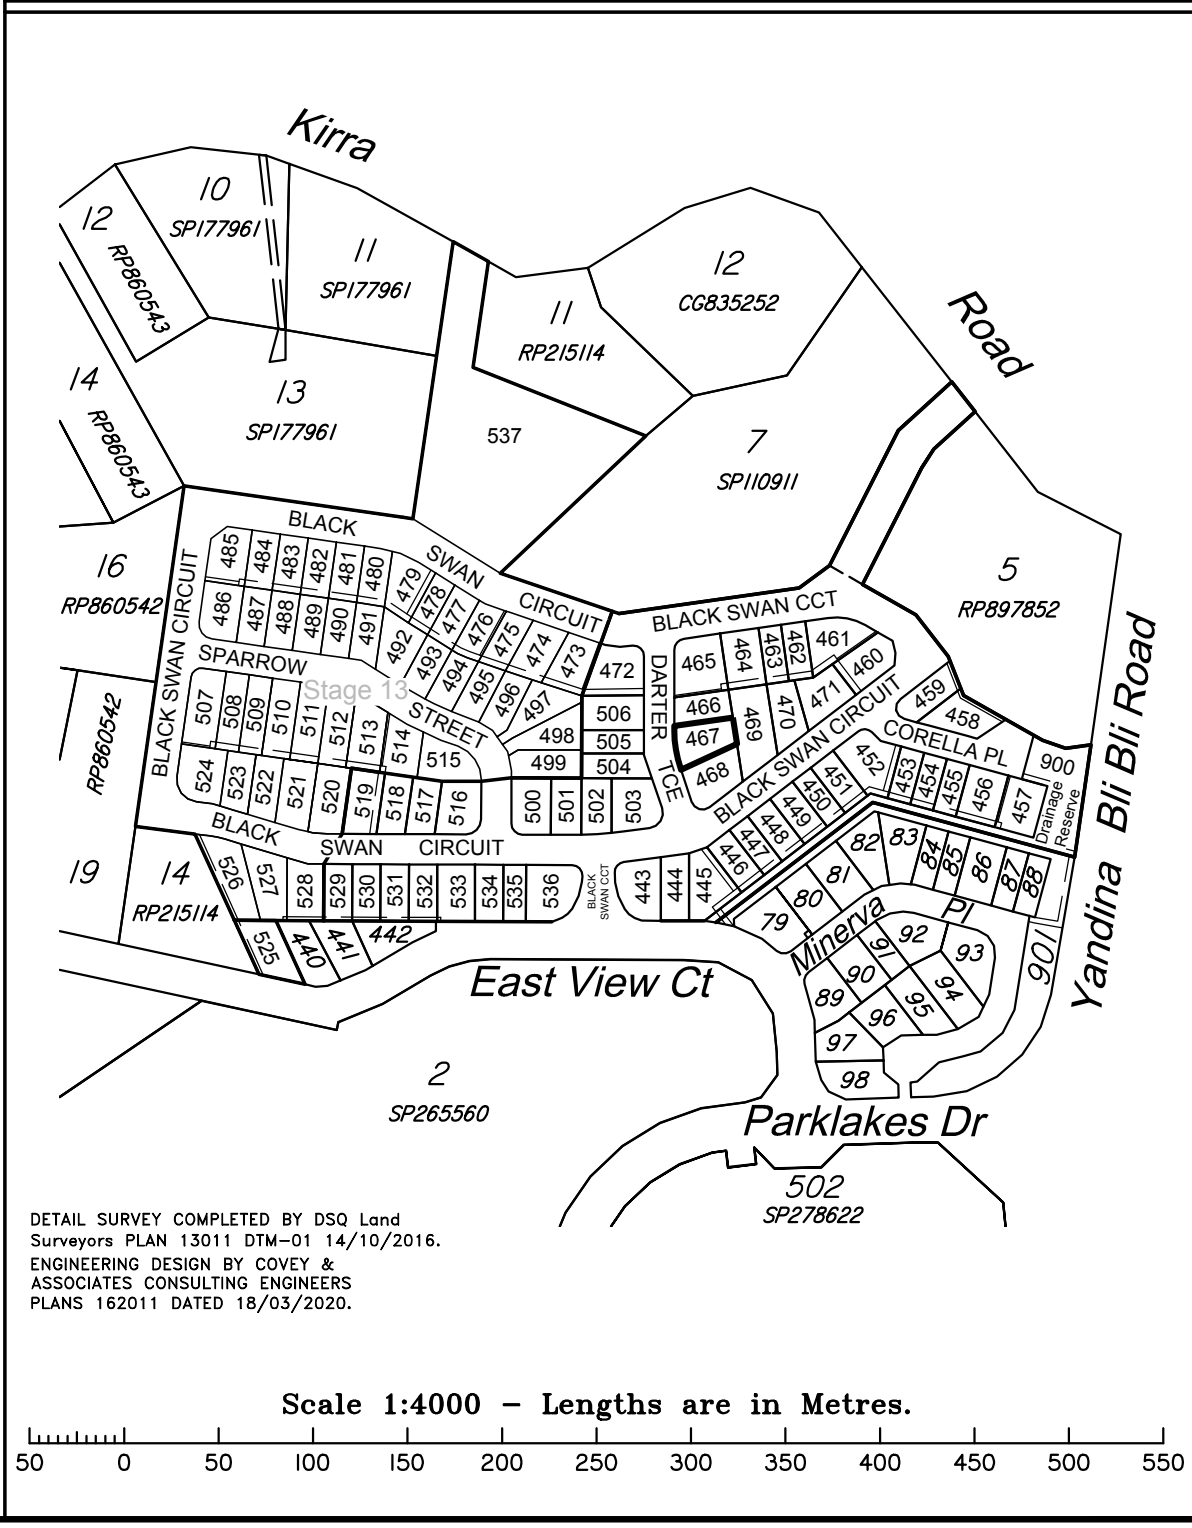 Kirra
Road
10
SP177961
12
RP860543
11
SP177961
12
CG835252
11
RP215114
14
RP860543
13
SP177961
537
7
SP110911
5
RP897852
16
RP860542
RP860542
19
14
RP215114
BLACK
SWAN
CIRCUIT
BLACK SWAN CCT
BLACK SWAN CIRCUIT
485
484
483
482
481
480
479
478
477
476
475
474
473
472
486
487
488
489
490
491
492
493
494
495
496
497
498
499
SPARROW
STREET
Stage 13
507
508
509
510
511
512
513
514
515
524
523
522
521
520
519
518
517
516
506
505
504
500
501
502
503
DARTER
TCE
465
464
463
462
461
460
466
467
468
469
470
471
BLACK SWAN CIRCUIT
459
458
CORELLA PL
900
Drainage
Reserve
452
453
454
455
456
457
451
450
449
448
447
446
445
444
443
BLACK
SWAN
CIRCUIT
BLACK
SWAN CCT
526
527
528
529
530
531
532
533
534
535
536
525
440
441
442
79
80
81
82
83
84
85
86
87
88
Minerva
Pl
89
90
91
92
93
94
95
96
97
98
901
Yandina Bli Bli Road
East View Ct
2
SP265560
Parklakes Dr
502
SP278622
DETAIL SURVEY COMPLETED BY DSQ Land
Surveyors PLAN 13011 DTM-01 14/10/2016.
ENGINEERING DESIGN BY COVEY &
ASSOCIATES CONSULTING ENGINEERS
PLANS 162011 DATED 18/03/2020.
Scale 1:4000 - Lengths are in Metres.
50 0 50 100 150 200 250 300 350 400 450 500 550